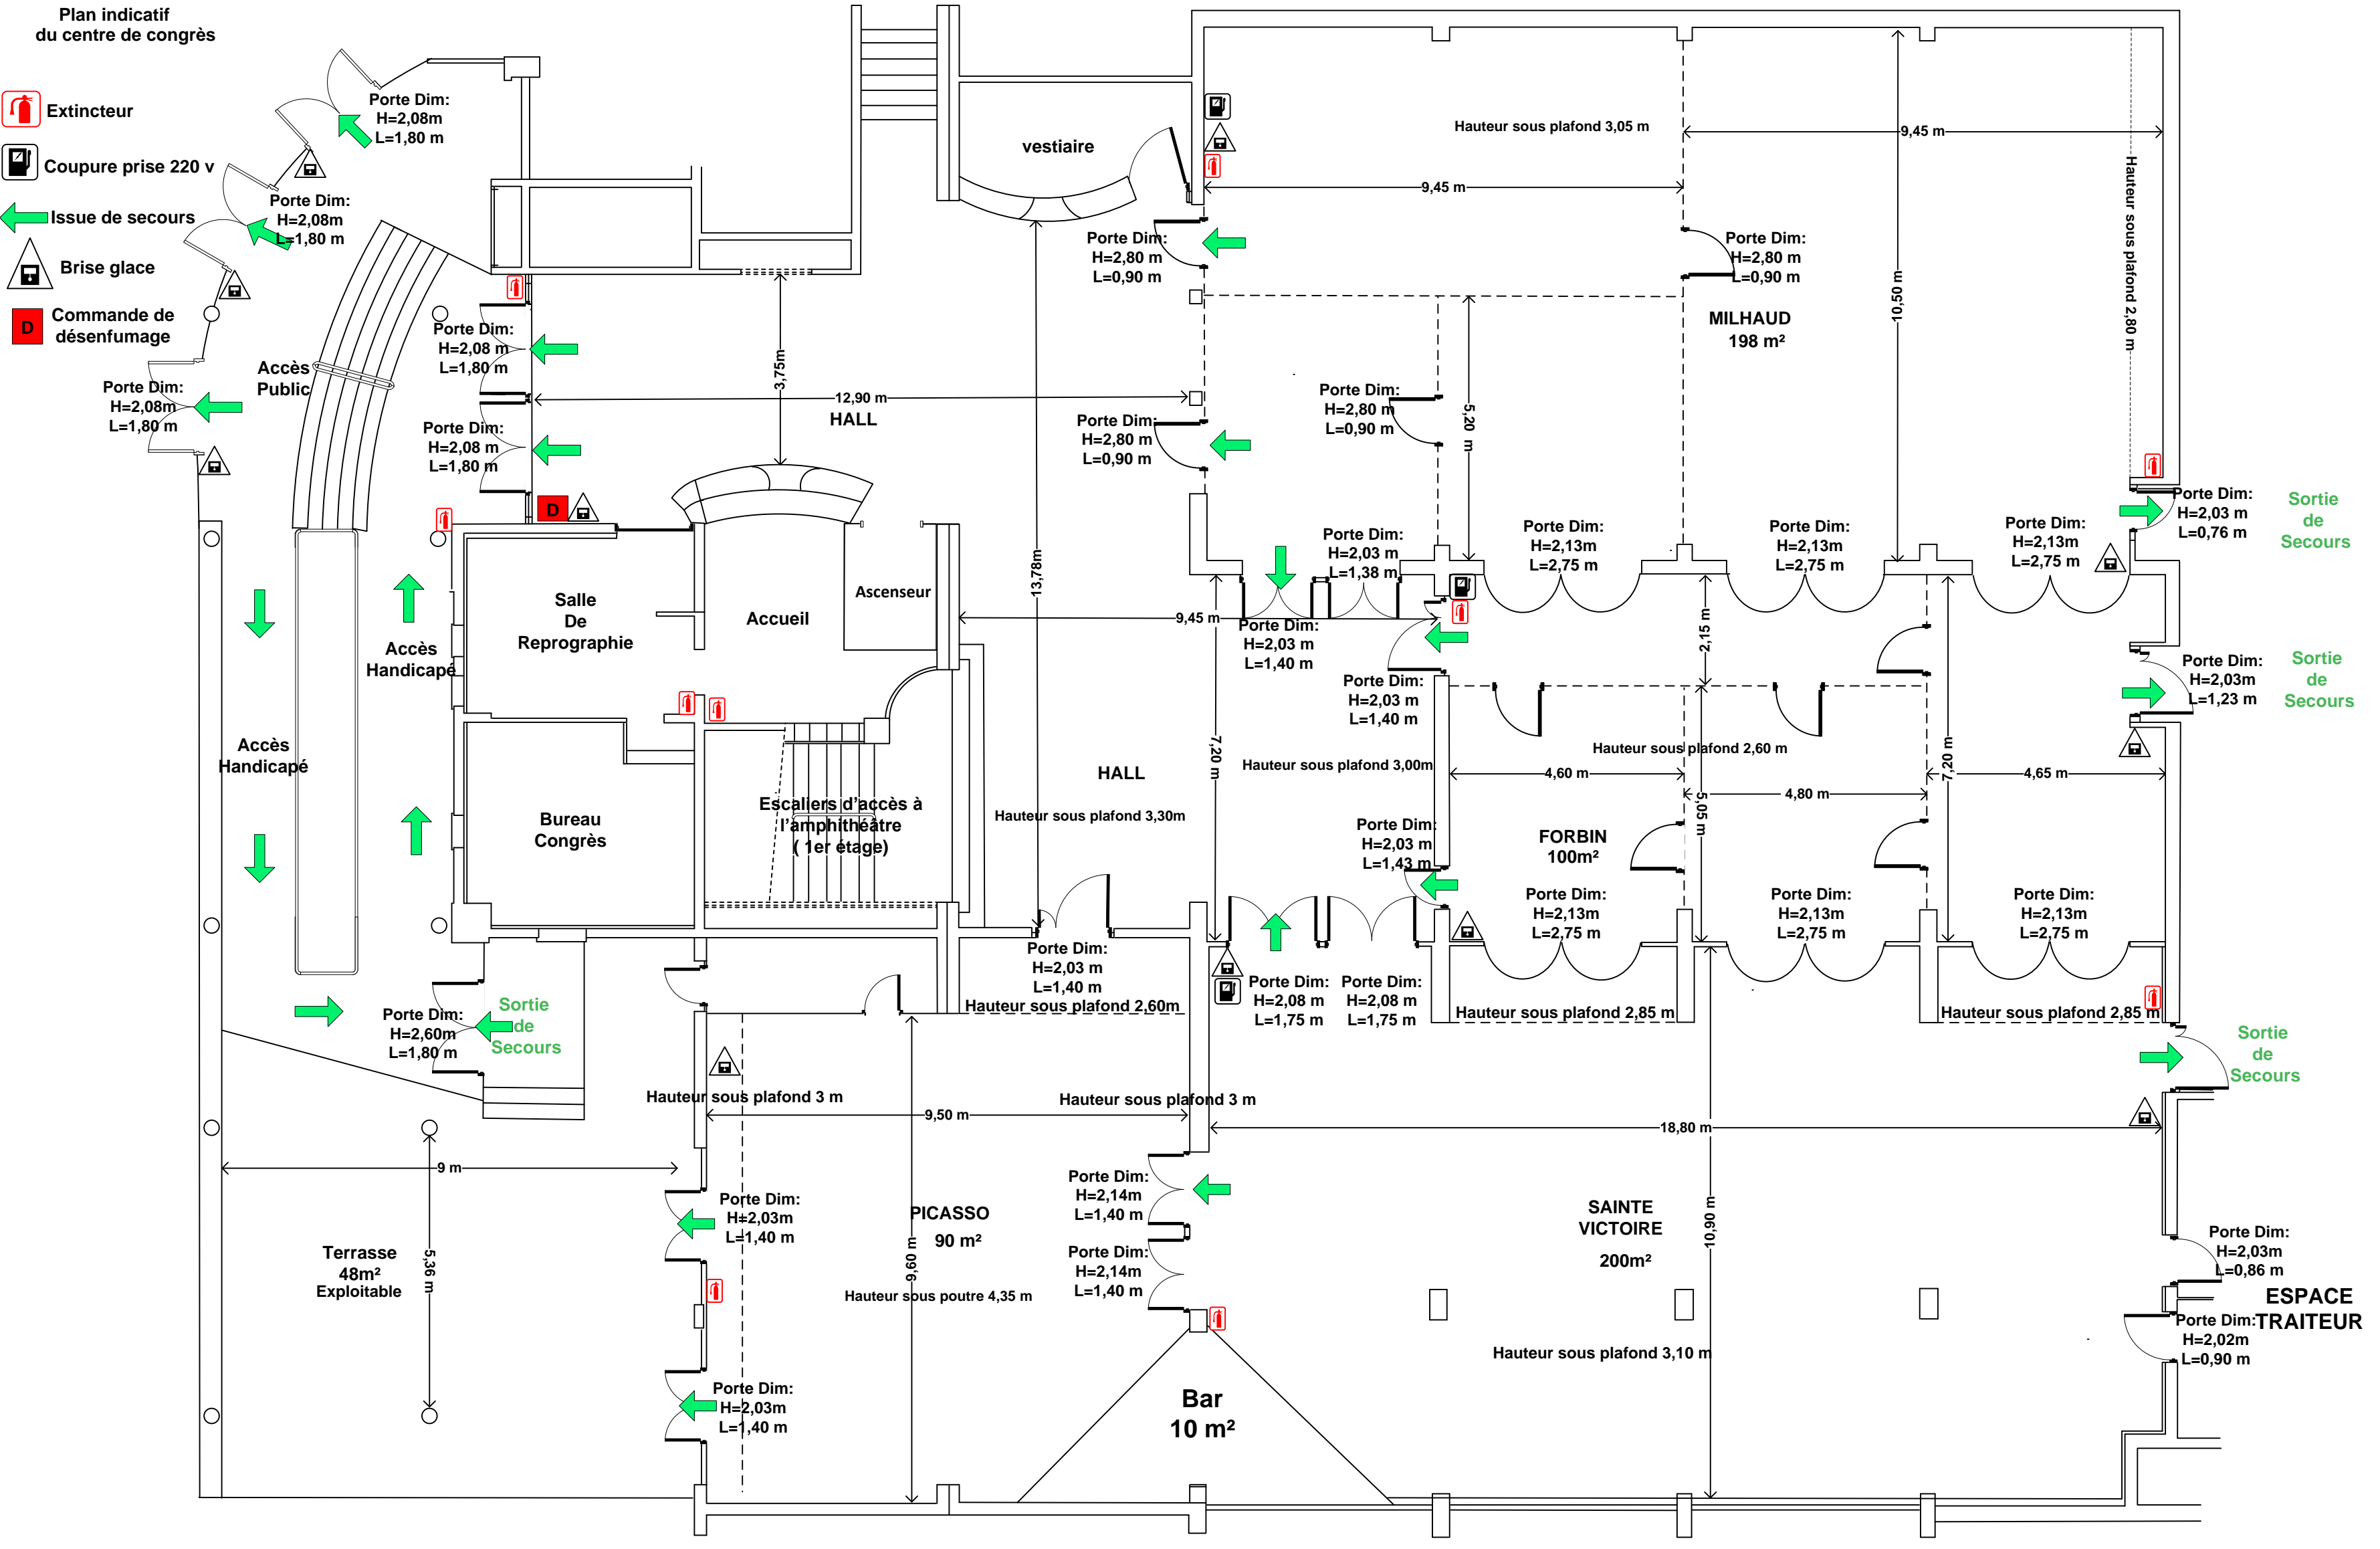 Plan indicatif
du centre de congrès
Extincteur
Coupure prise 220 v
Issue de secours
Brise glace
D
Commande de
désenfumage
Porte Dim:
H=2,08m
L=1,80 m
Porte Dim:
H=2,08m
L=1,80 m
Porte Dim:
H=2,08m
L=1,80 m
Accès
Public
Porte Dim:
H=2,08 m
L=1,80 m
Porte Dim:
H=2,08 m
L=1,80 m
D
vestiaire
3,75m
12,90 m
HALL
13,78m
Porte Dim:
H=2,80 m
L=0,90 m
Porte Dim:
H=2,80 m
L=0,90 m
Hauteur sous plafond 3,05 m
9,45 m
9,45 m
Hauteur sous plafond 2,80 m
10,50 m
Porte Dim:
H=2,80 m
L=0,90 m
MILHAUD
198 m²
Porte Dim:
H=2,80 m
L=0,90 m
5,20 m
Porte Dim:
H=2,03 m
L=1,38 m
Porte Dim:
H=2,13m
L=2,75 m
Porte Dim:
H=2,13m
L=2,75 m
Porte Dim:
H=2,13m
L=2,75 m
Porte Dim:
H=2,03 m
L=0,76 m
Sortie
de
Secours
Salle
De
Reprographie
Accueil
Ascenseur
Accès
Handicapé
Accès
Handicapé
9,45 m
Porte Dim:
H=2,03 m
L=1,40 m
Porte Dim:
H=2,03 m
L=1,40 m
2,15 m
Porte Dim:
H=2,03m
L=1,23 m
Sortie
de
Secours
Bureau
Congrès
Escaliers d'accès à
l'amphithéâtre
( 1er étage)
HALL
Hauteur sous plafond 3,30m
7,20 m
Hauteur sous plafond 3,00m
Hauteur sous plafond 2,60 m
4,60 m
4,80 m
5,05 m
7,20 m
4,65 m
Porte Dim:
H=2,03 m
L=1,43 m
FORBIN
100m²
Porte Dim:
H=2,13m
L=2,75 m
Porte Dim:
H=2,13m
L=2,75 m
Porte Dim:
H=2,13m
L=2,75 m
Porte Dim:
H=2,03 m
L=1,40 m
Hauteur sous plafond 2,60m
Porte Dim:
H=2,08 m
L=1,75 m
Porte Dim:
H=2,08 m
L=1,75 m
Hauteur sous plafond 2,85 m
Hauteur sous plafond 2,85 m
Porte Dim:
H=2,60m
L=1,80 m
Sortie
de
Secours
Sortie
de
Secours
Hauteur sous plafond 3 m
Hauteur sous plafond 3 m
9,50 m
18,80 m
9 m
5,36 m
Terrasse
48m²
Exploitable
Porte Dim:
H=2,03m
L=1,40 m
Porte Dim:
H=2,03m
L=1,40 m
PICASSO
90 m²
9,60 m
Hauteur sous poutre 4,35 m
Porte Dim:
H=2,14m
L=1,40 m
Porte Dim:
H=2,14m
L=1,40 m
Bar
10 m²
SAINTE
VICTOIRE
200m²
10,90 m
Hauteur sous plafond 3,10 m
Porte Dim:
H=2,03m
L=0,86 m
ESPACE
TRAITEUR
Porte Dim:
H=2,02m
L=0,90 m